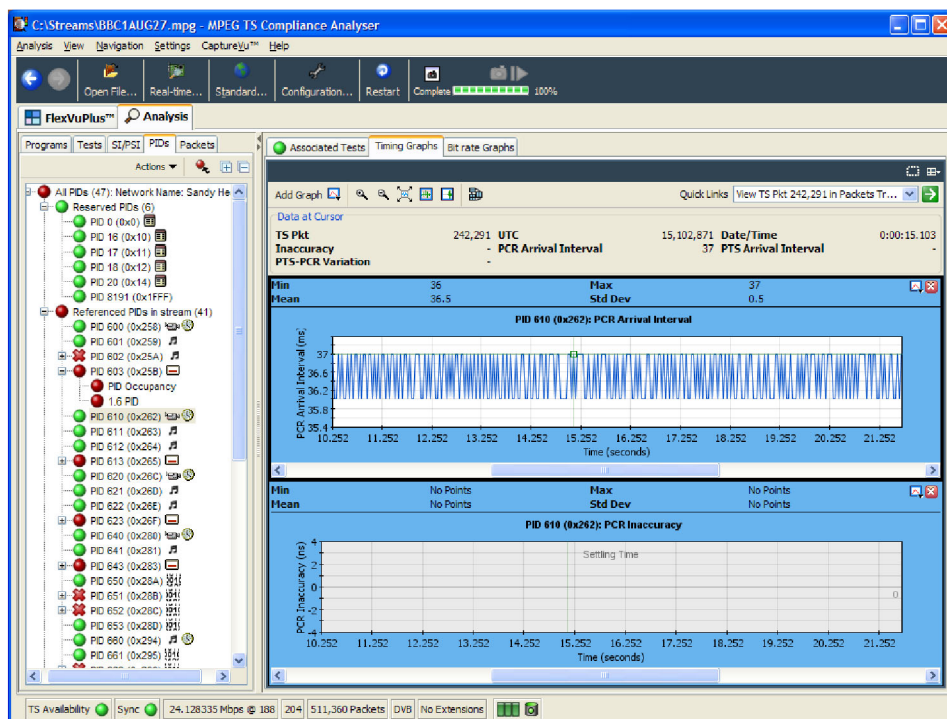 C:\Streams\BBC1AUG27.mpg - MPEG TS Compliance Analyser
Analysis View Navigation Settings CaptureVu™ Help
Open File... Real-time... Standard... Configuration... Restart Complete 100%
FlexVuPlus™ Analysis
Programs Tests SI/PSI PIDs Packets
Actions
All PIDs (47): Network Name: Sandy He
Reserved PIDs (6)
PID 0 (0x0)
PID 16 (0x10)
PID 17 (0x11)
PID 18 (0x12)
PID 20 (0x14)
PID 8191 (0x1FFF)
Referenced PIDs in stream (41)
PID 600 (0x258)
PID 601 (0x259)
PID 602 (0x25A)
PID 603 (0x25B)
PID Occupancy
1.6 PID
PID 610 (0x262)
PID 611 (0x263)
PID 612 (0x264)
PID 613 (0x265)
PID 620 (0x26C)
PID 621 (0x26D)
PID 622 (0x26E)
PID 623 (0x26F)
PID 640 (0x280)
PID 641 (0x281)
PID 643 (0x283)
PID 650 (0x28A)
PID 651 (0x28B)
PID 652 (0x28C)
PID 653 (0x28D)
PID 660 (0x294)
PID 661 (0x295)
Associated Tests Timing Graphs Bit rate Graphs
Add Graph Quick Links View TS Pkt 242,291 in Packets Tr...
Data at Cursor
TS Pkt 242,291 UTC 15,102,871 Date/Time 0:00:15.103
Inaccuracy - PCR Arrival Interval 37 PTS Arrival Interval -
PTS-PCR Variation -
Min 36 Max 37
Mean 36.5 Std Dev 0.5
PID 610 (0x262): PCR Arrival Interval
PCR Arrival Interval (ms)
37
36.6
36.2
35.8
35.4
10.252 11.252 12.252 13.252 14.252 15.252 16.252 17.252 18.252 19.252 20.252 21.252
Time (seconds)
Min No Points Max No Points
Mean No Points Std Dev No Points
PID 610 (0x262): PCR Inaccuracy
PCR Inaccuracy (ns)
4
2
0
-2
-4
Settling Time
0
10.252 11.252 12.252 13.252 14.252 15.252 16.252 17.252 18.252 19.252 20.252 21.252
Time (seconds)
TS Availability Sync 24.128335 Mbps @ 188 204 511,360 Packets DVB No Extensions